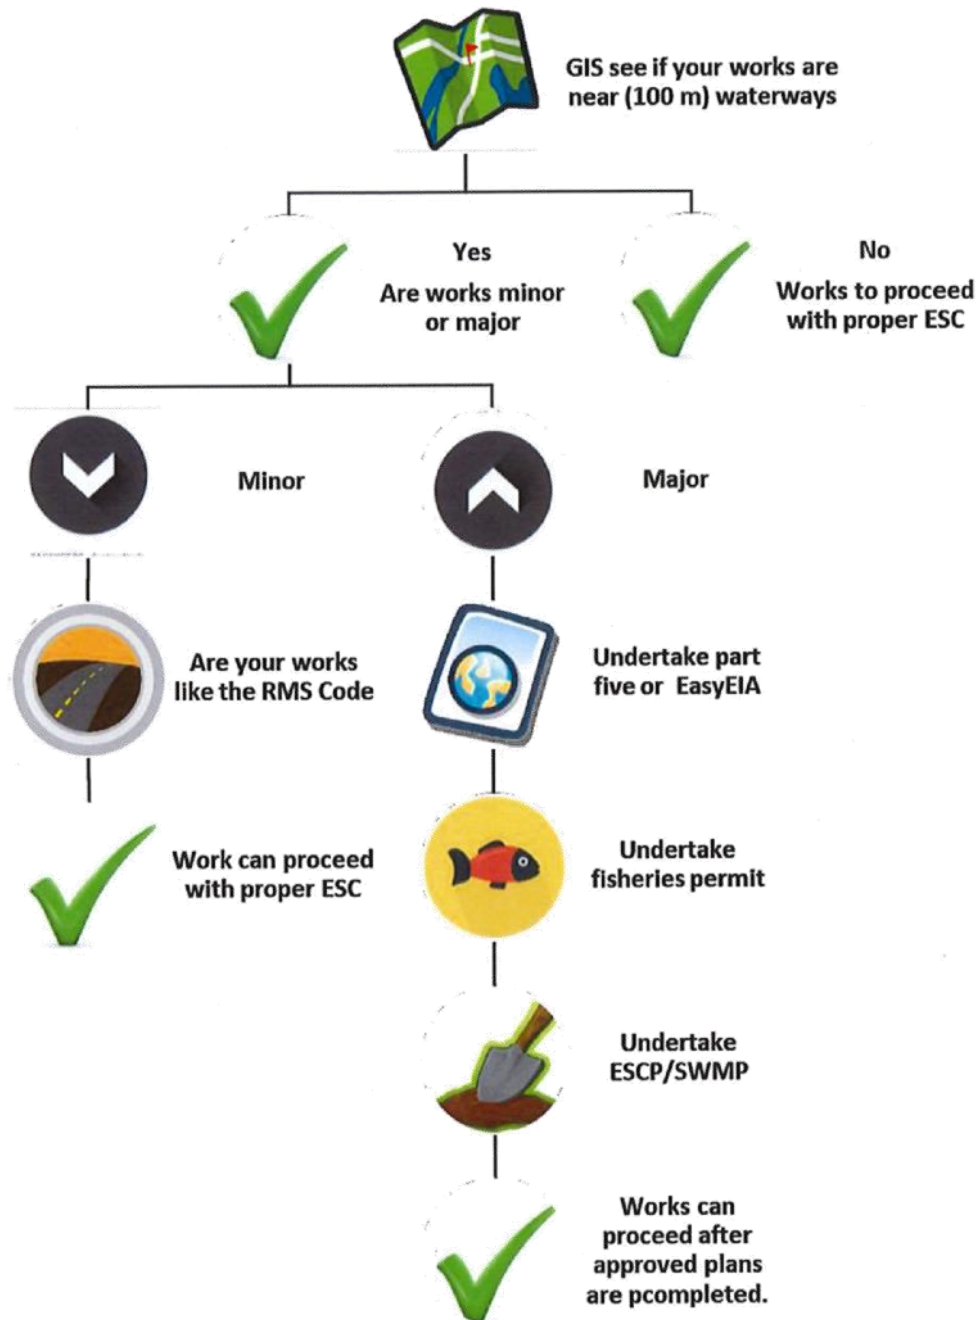 GIS see if your works are
near (100 m) waterways
Yes
Are works minor
or major
No
Works to proceed
with proper ESC
Minor
Major
Are your works
like the RMS Code
Undertake part
five or EasyEIA
Work can proceed
with proper ESC
Undertake
fisheries permit
Undertake
ESCP/SWMP
Works can
proceed after
approved plans
are pcompleted.